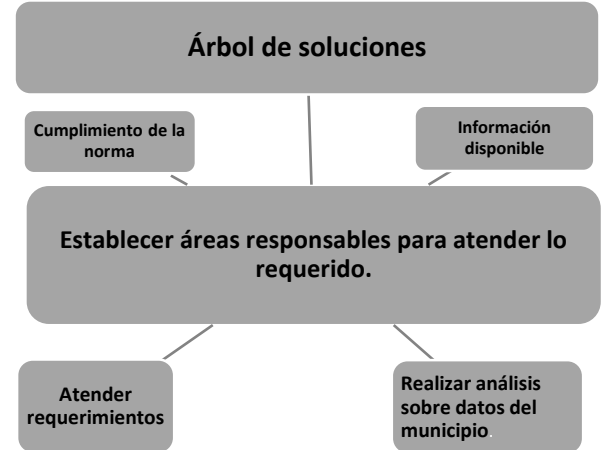 Árbol de soluciones
Cumplimiento de la
norma
Información
disponible
Establecer áreas responsables para atender lo
requerido.
Atender
requerimientos
Realizar análisis
sobre datos del
municipio.